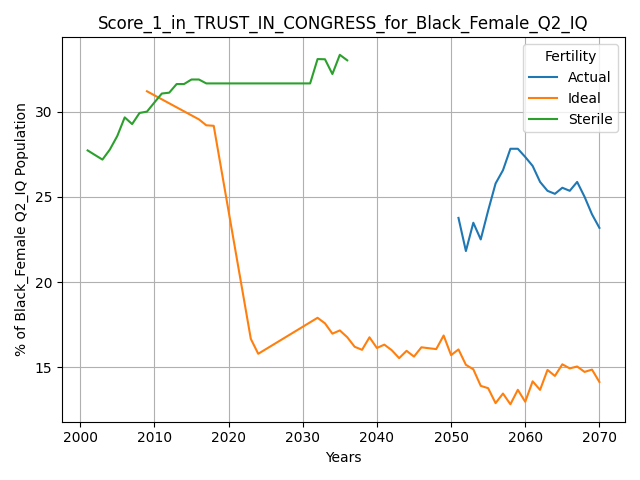 Score_1_in_TRUST_IN_CONGRESS_for_Black_Female_Q2_IQ
Fertility
Actual
Ideal
Sterile
% of Black_Female Q2_IQ Population
30
25
20
15
2000 2010 2020 2030 2040 2050 2060 2070
Years